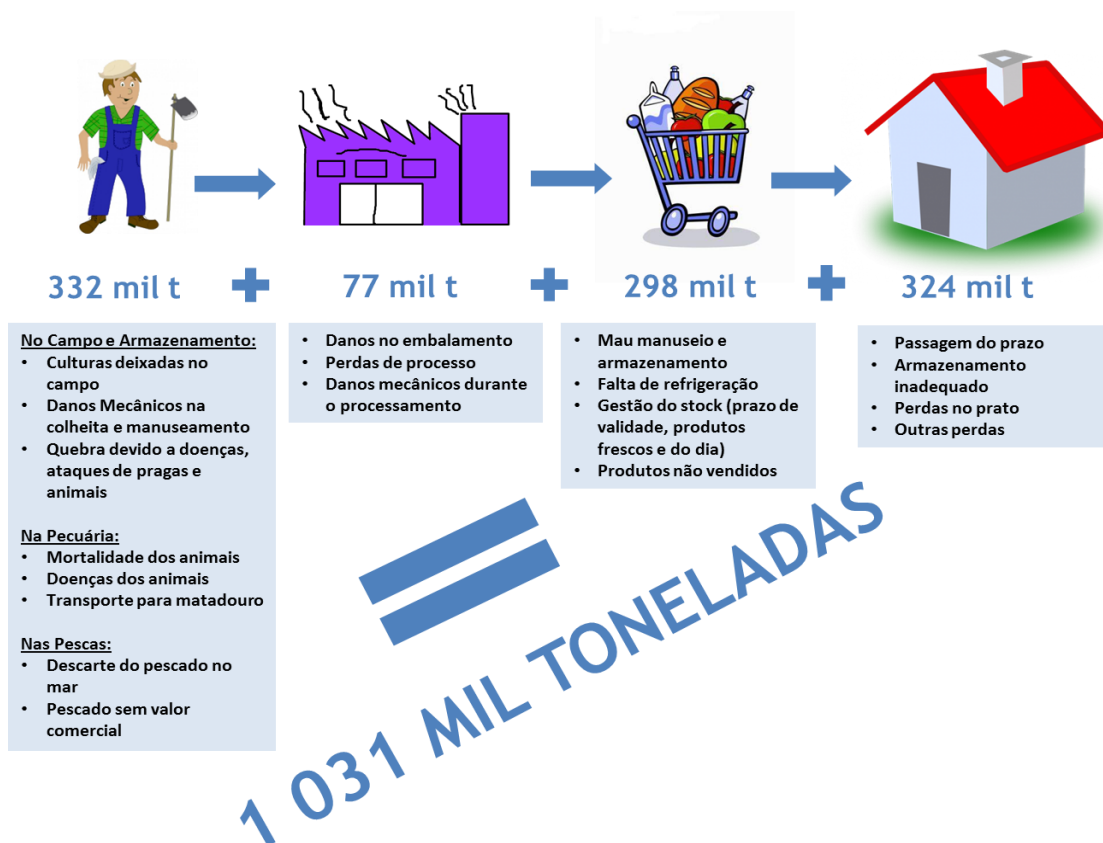 332 mil t + 77 mil t + 298 mil t + 324 mil t
No Campo e Armazenamento:
• Culturas deixadas no
campo
• Danos Mecânicos na
colheita e manuseamento
• Quebra devido a doenças,
ataques de pragas e
animais
Na Pecuária:
• Mortalidade dos animais
• Doenças dos animais
• Transporte para matadouro
Nas Pescas:
• Descarte do pescado no
mar
• Pescado sem valor
comercial
• Danos no embalamento
• Perdas de processo
• Danos mecânicos durante
o processamento
• Mau manuseio e
armazenamento
• Falta de refrigeração
• Gestão do stock (prazo de
validade, produtos
frescos e do dia)
• Produtos não vendidos
• Passagem do prazo
• Armazenamento
inadequado
• Perdas no prato
• Outras perdas
=
1 031 MIL TONELADAS